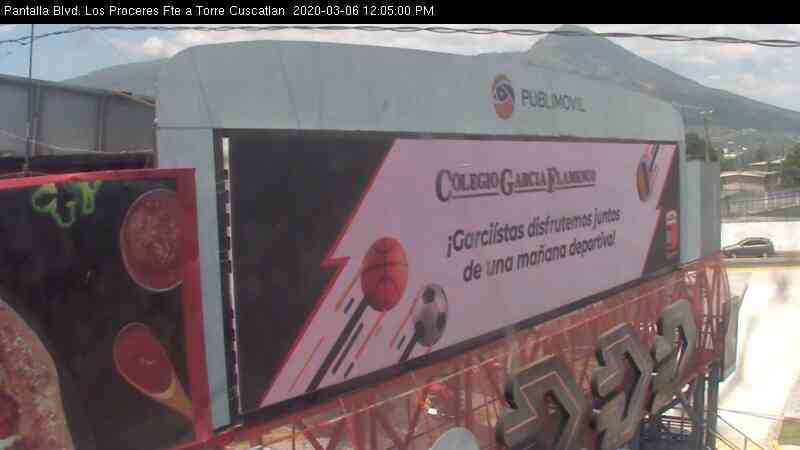 Pantalla Blvd. Los Proceres Fte a Torre Cuscatlan 2020-03-06 12:05:00 PM
PUBLIMOVIL
COLEGIO GARCIA FLAMENCO
¡Garciístas disfrutemos juntos
de una mañana deportiva!